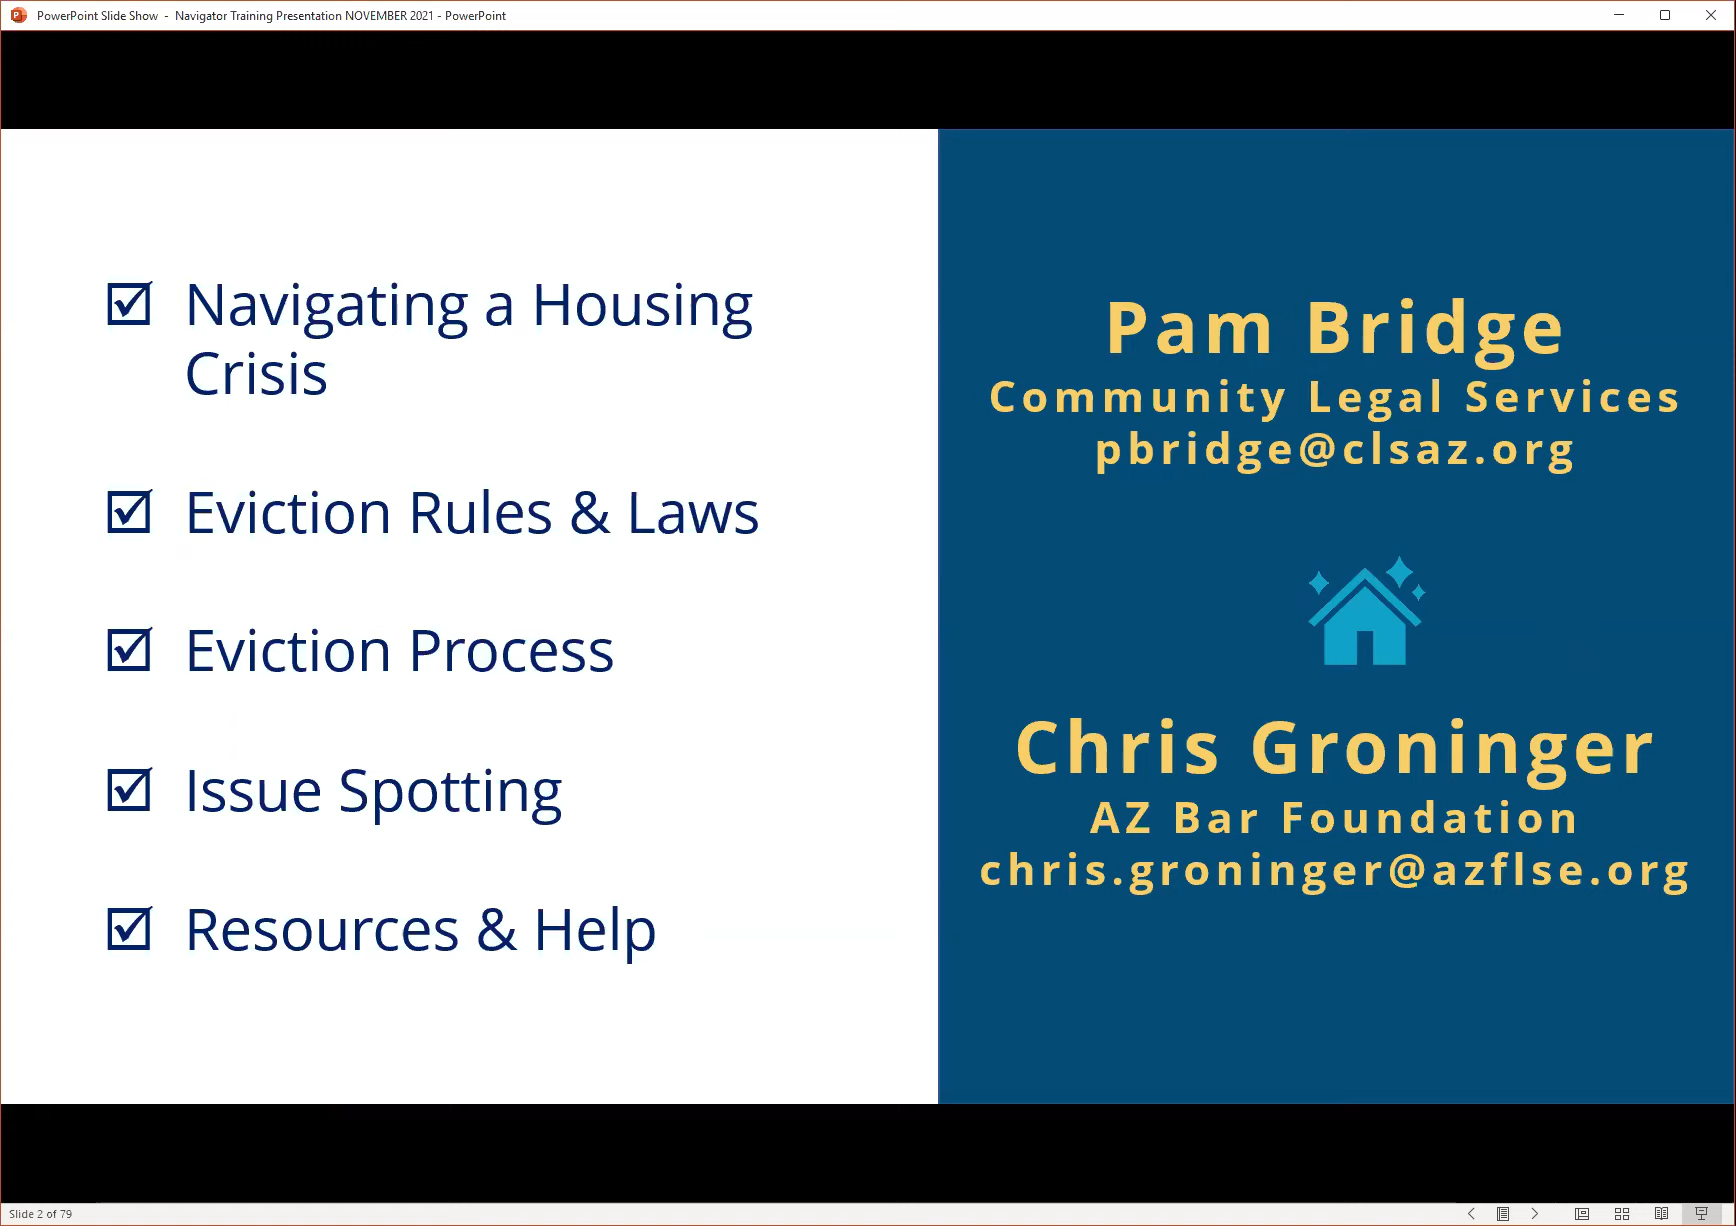 PowerPoint Slide Show - Navigator Training Presentation NOVEMBER 2021 - PowerPoint
Navigating a Housing
Crisis
Eviction Rules & Laws
Eviction Process
Issue Spotting
Resources & Help
Pam Bridge
Community Legal Services
pbridge@clsaz.org
Chris Groninger
AZ Bar Foundation
chris.groninger@azflse.org
Slide 2 of 79